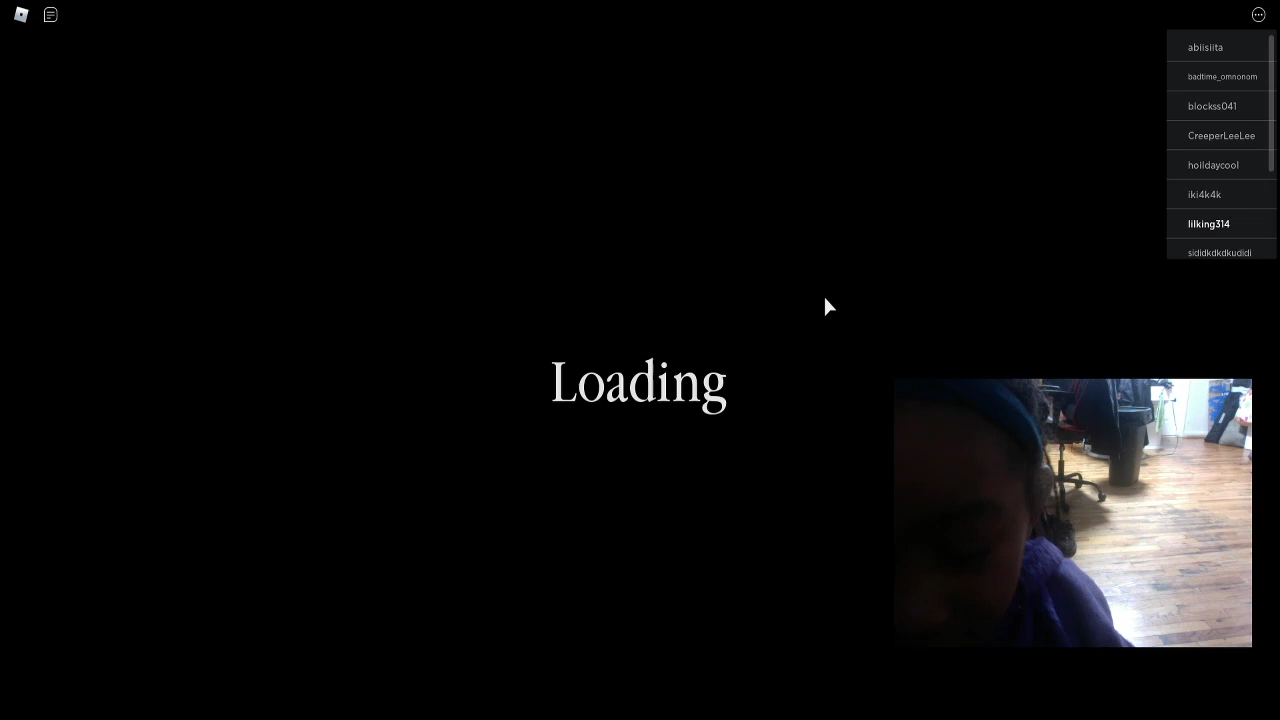 abiisiita
badtime_omnonom
blockss041
CreeperLeeLee
hoildaycool
iki4k4k
lilking314
sididkdkdkudidi
Loading